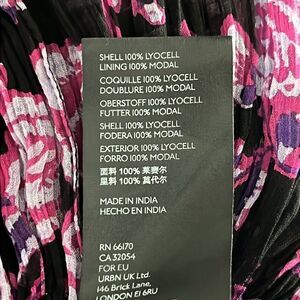 SHELL 100% LYOCELL
LINING 100% MODAL
COQUILLE 100% LYOCELL
DOUBLURE 100% MODAL
OBERSTOFF 100% LYOCELL
FUTTER 100% MODAL
SHELL 100% LYOCELL
FODERA 100% MODAL
EXTERIOR 100% LYOCELL
FORRO 100% MODAL
面料 100% 莱赛尔
里料 100% 莫代尔
MADE IN INDIA
HECHO EN INDIA
RN 66170
CA 32054
FOR EU
URBN UK Ltd.
146 Brick Lane,
LONDON E1 6RU